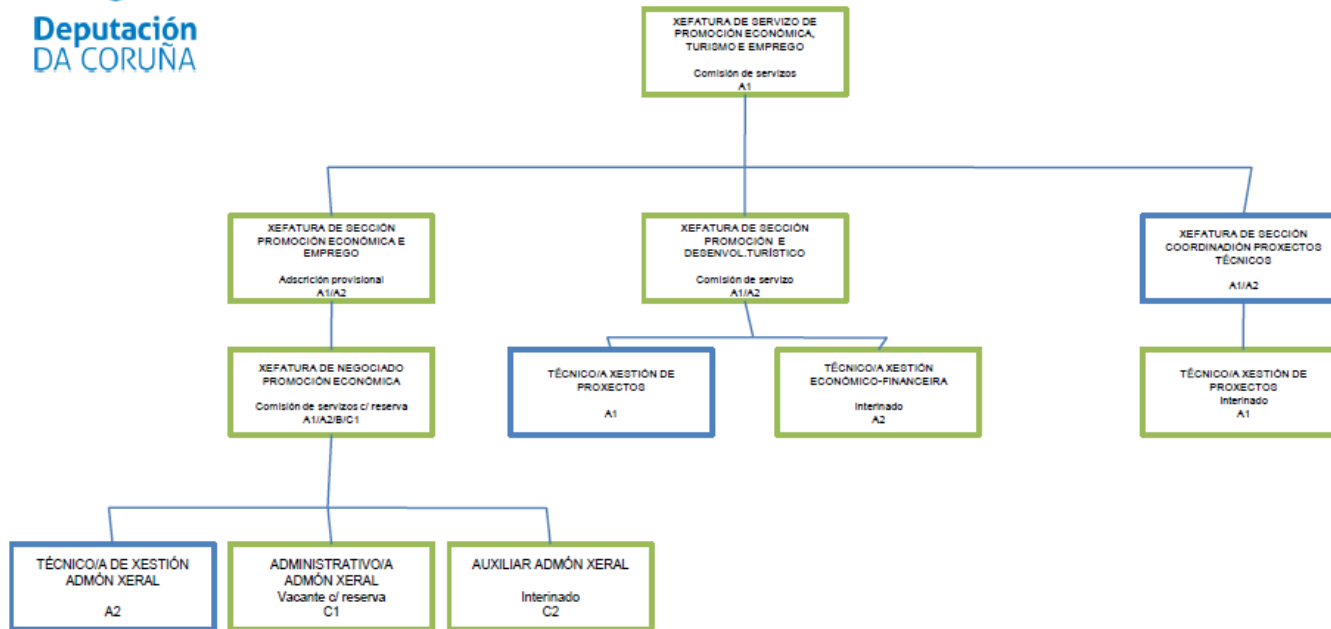 Deputación
DA CORUÑA
XEFATURA DE SERVIZO DE
PROMOCIÓN ECONÓMICA,
TURISMO E EMPREGO
Comisión de servizos
A1
XEFATURA DE SECCIÓN
PROMOCIÓN ECONÓMICA E
EMPREGO
Adscrición provisional
A1/A2
XEFATURA DE SECCIÓN
PROMOCIÓN E
DESENVOL.TURÍSTICO
Comisión de servizo
A1/A2
XEFATURA DE SECCIÓN
COORDINADIÓN PROXECTOS
TÉCNICOS
A1/A2
XEFATURA DE NEGOCIADO
PROMOCIÓN ECONÓMICA
Comisión de servizos c/ reserva
A1/A2/B/C1
TÉCNICO/A XESTIÓN DE
PROXECTOS
A1
TÉCNICO/A XESTIÓN
ECONÓMICO-FINANCEIRA
Interinado
A2
TÉCNICO/A XESTIÓN DE
PROXECTOS
Interinado
A1
TÉCNICO/A DE XESTIÓN
ADMÓN XERAL
A2
ADMINISTRATIVO/A
ADMÓN XERAL
Vacante c/ reserva
C1
AUXILIAR ADMÓN XERAL
Interinado
C2